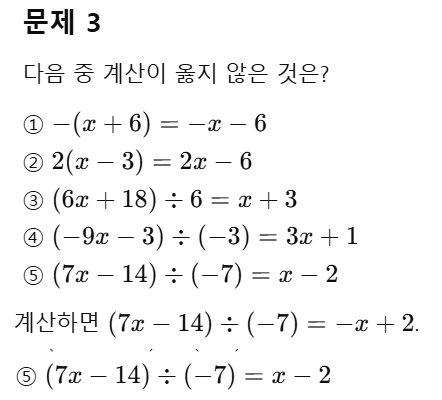 문제 3
다음 중 계산이 옳지 않은 것은?
① −(x + 6) = −x − 6
② 2(x − 3) = 2x − 6
③ (6x + 18) ÷ 6 = x + 3
④ (−9x − 3) ÷ (−3) = 3x + 1
⑤ (7x − 14) ÷ (−7) = x − 2
계산하면 (7x − 14) ÷ (−7) = −x + 2.
⑤ (7x − 14) ÷ (−7) = x − 2